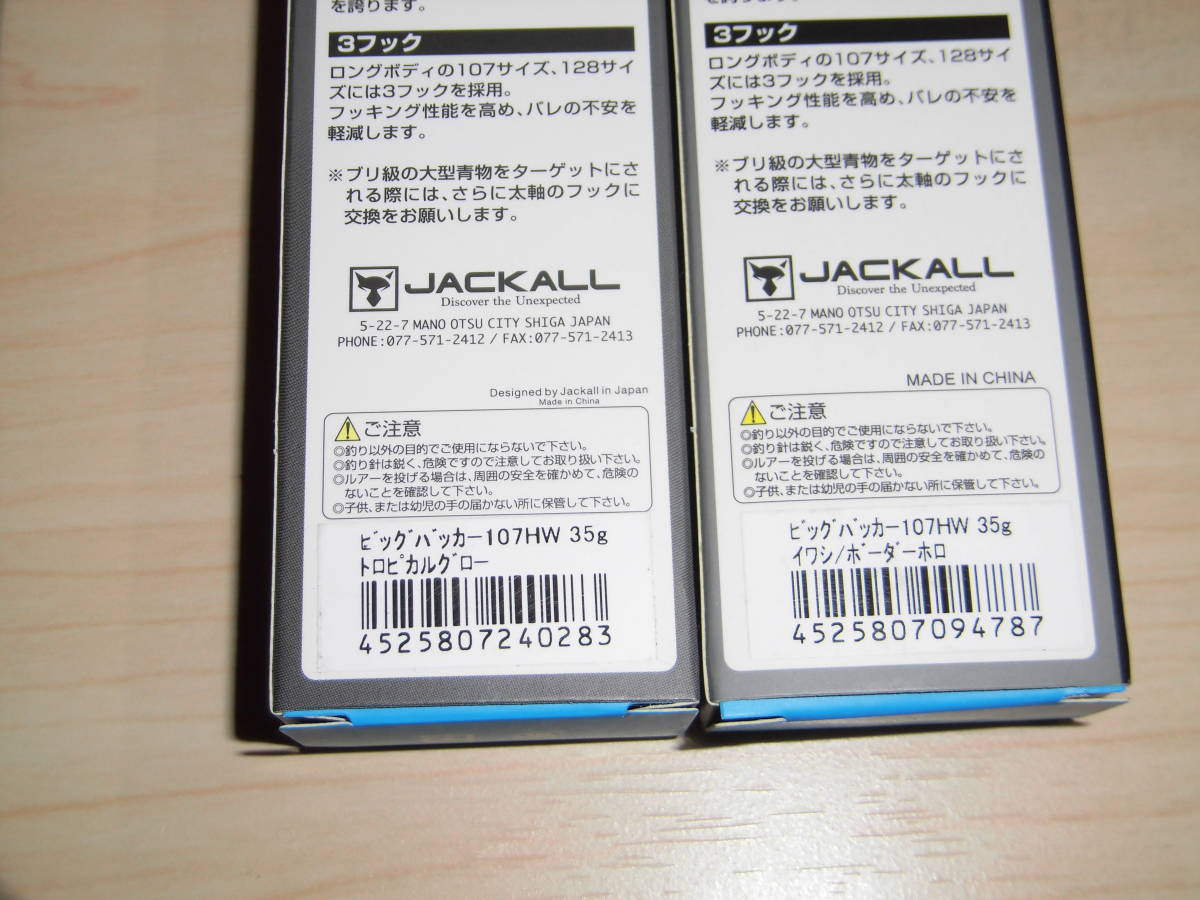 を誇ります。
3フック
ロングボディの107サイズ、128サイ
ズには3フックを採用。
フッキング性能を高め、バレの不安を
軽減します。
※ブリ級の大型青物をターゲットにさ
れる際には、さらに太軸のフックに
交換をお願いします。
JACKALL
Discover the Unexpected
5-22-7 MANO OTSU CITY SHIGA JAPAN
PHONE:077-571-2412 / FAX:077-571-2413
Designed by Jackall in Japan
Made in China
ご注意
◎釣り以外の目的でご使用にならないで下さい。
◎釣り針は鋭く、危険ですので注意してお取り扱い下さい。
◎ルアーを投げる場合は、周囲の安全を確かめて、危険の
ないことを確認して下さい。
◎子供、または幼児の手の届かない所に保管して下さい。
ビッグバッカー107HW 35g
トロピカルグロー
4525807240283
を誇ります。
3フック
ロングボディの107サイズ、128サイ
ズには3フックを採用。
フッキング性能を高め、バレの不安を
軽減します。
※ブリ級の大型青物をターゲットにさ
れる際には、さらに太軸のフックに
交換をお願いします。
JACKALL
Discover the Unexpected
5-22-7 MANO OTSU CITY SHIGA JAPAN
PHONE:077-571-2412 / FAX:077-571-2413
MADE IN CHINA
ご注意
◎釣り以外の目的でご使用にならないで下さい。
◎釣り針は鋭く、危険ですので注意してお取り扱い下さい。
◎ルアーを投げる場合は、周囲の安全を確かめて、危険の
ないことを確認して下さい。
◎子供、または幼児の手の届かない所に保管して下さい。
ビッグバッカー107HW 35g
イワシ/ボーダーホロ
4525807094787